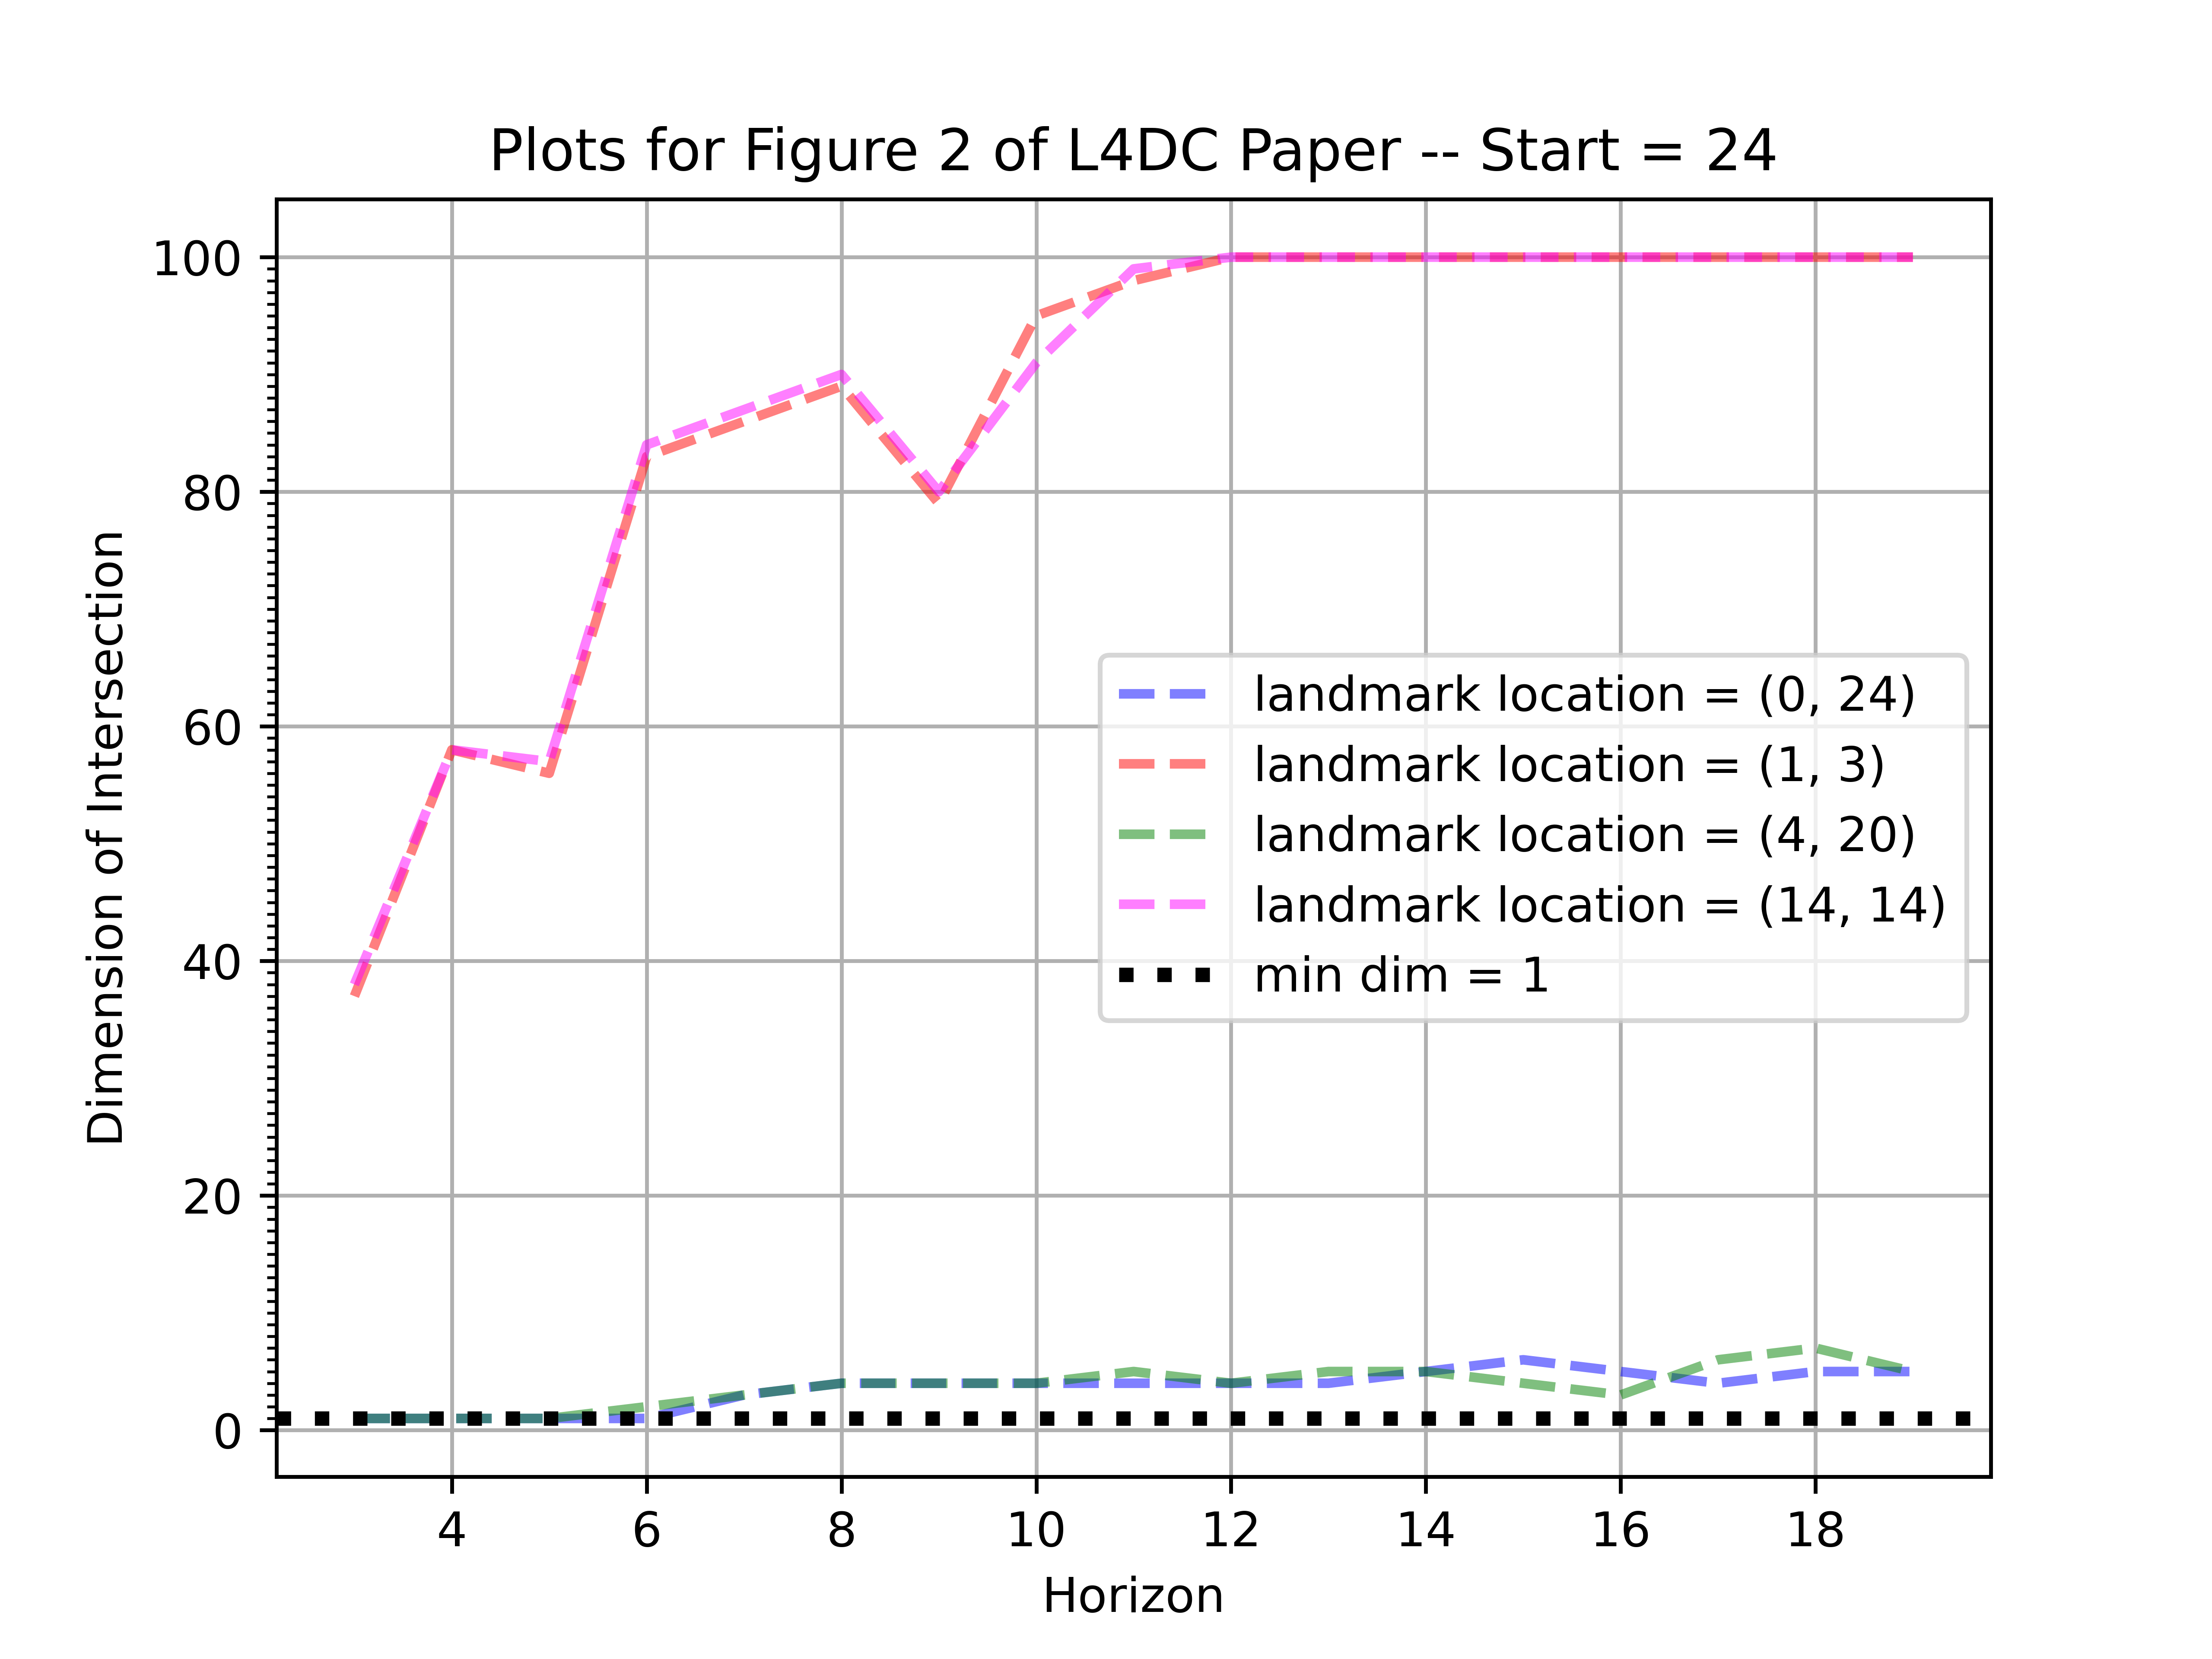 Plots for Figure 2 of L4DC Paper -- Start = 24
100
80
60
40
20
0
Dimension of Intersection
landmark location = (0, 24)
landmark location = (1, 3)
landmark location = (4, 20)
landmark location = (14, 14)
min dim = 1
4 6 8 10 12 14 16 18
Horizon